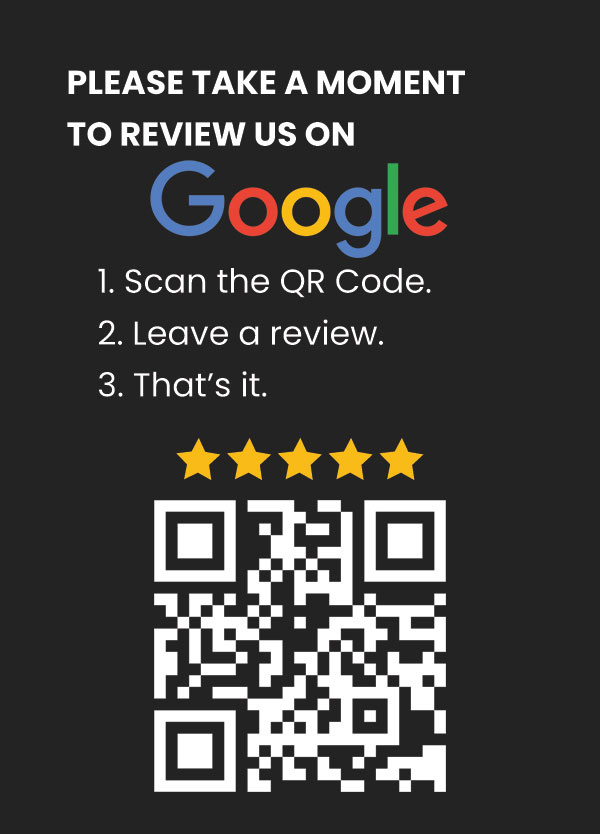 PLEASE TAKE A MOMENT
TO REVIEW US ON
Google
1. Scan the QR Code.
2. Leave a review.
3. That’s it.